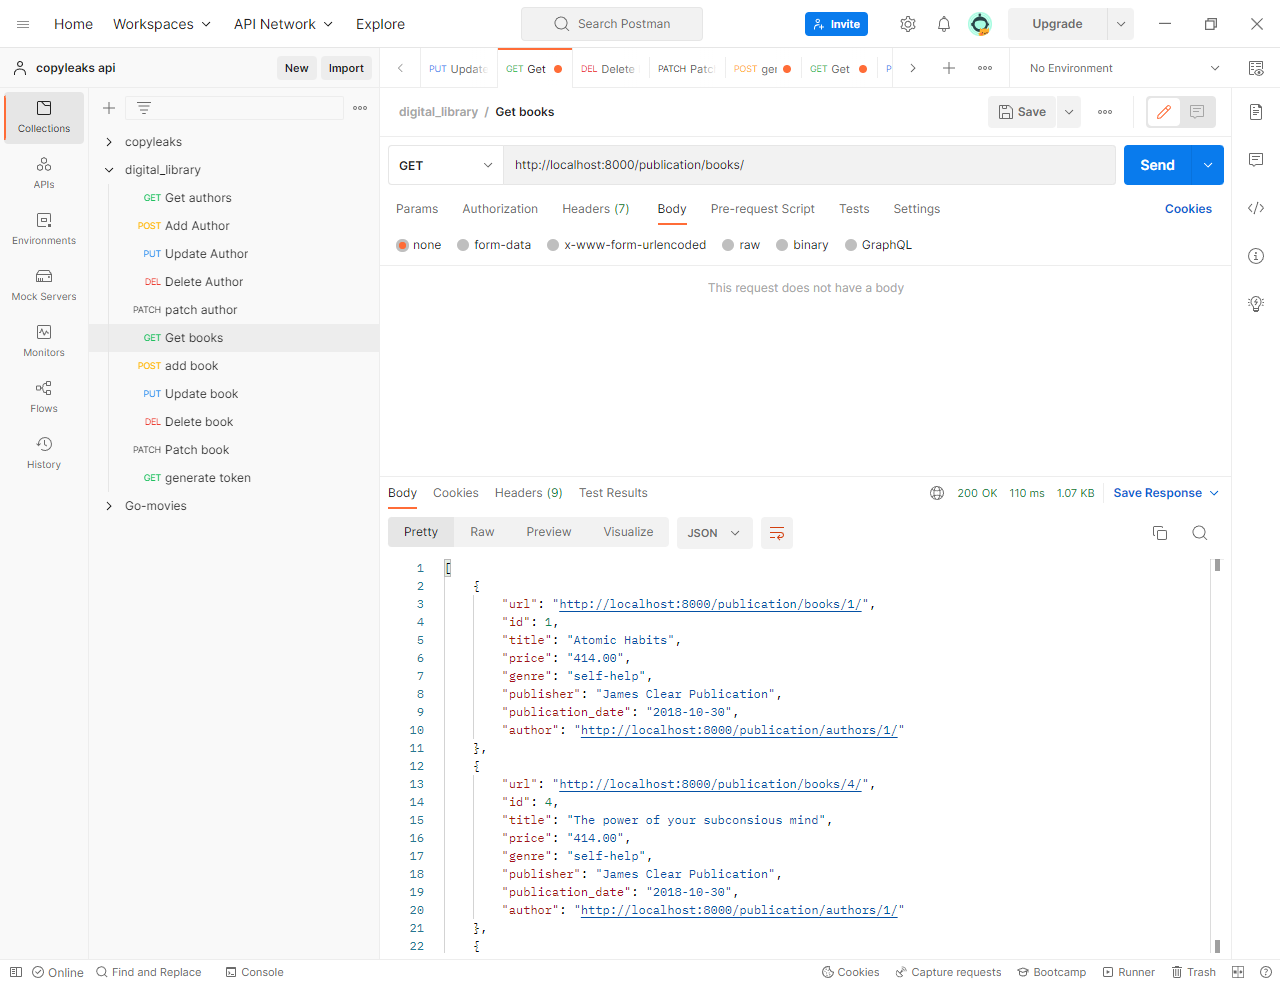 Home Workspaces API Network Explore Search Postman Invite Upgrade
copyleaks api New Import
PUT Update GET Get DEL Delete PATCH Patc POST ger GET Get P No Environment
Collections
APIs
Environments
Mock Servers
Monitors
Flows
History
copyleaks
digital_library
GET Get authors
POST Add Author
PUT Update Author
DEL Delete Author
PATCH patch author
GET Get books
POST add book
PUT Update book
DEL Delete book
PATCH Patch book
GET generate token
Go-movies
digital_library / Get books Save
GET http://localhost:8000/publication/books/ Send
Params Authorization Headers (7) Body Pre-request Script Tests Settings Cookies
none form-data x-www-form-urlencoded raw binary GraphQL
This request does not have a body
Body Cookies Headers (9) Test Results 200 OK 110 ms 1.07 KB Save Response
Pretty Raw Preview Visualize JSON
1 [
2 {
3 "url": "http://localhost:8000/publication/books/1/",
4 "id": 1,
5 "title": "Atomic Habits",
6 "price": "414.00",
7 "genre": "self-help",
8 "publisher": "James Clear Publication",
9 "publication_date": "2018-10-30",
10 "author": "http://localhost:8000/publication/authors/1/"
11 },
12 {
13 "url": "http://localhost:8000/publication/books/4/",
14 "id": 4,
15 "title": "The power of your subconsious mind",
16 "price": "414.00",
17 "genre": "self-help",
18 "publisher": "James Clear Publication",
19 "publication_date": "2018-10-30",
20 "author": "http://localhost:8000/publication/authors/1/"
21 },
22 {
Online Find and Replace Console Cookies Capture requests Bootcamp Runner Trash